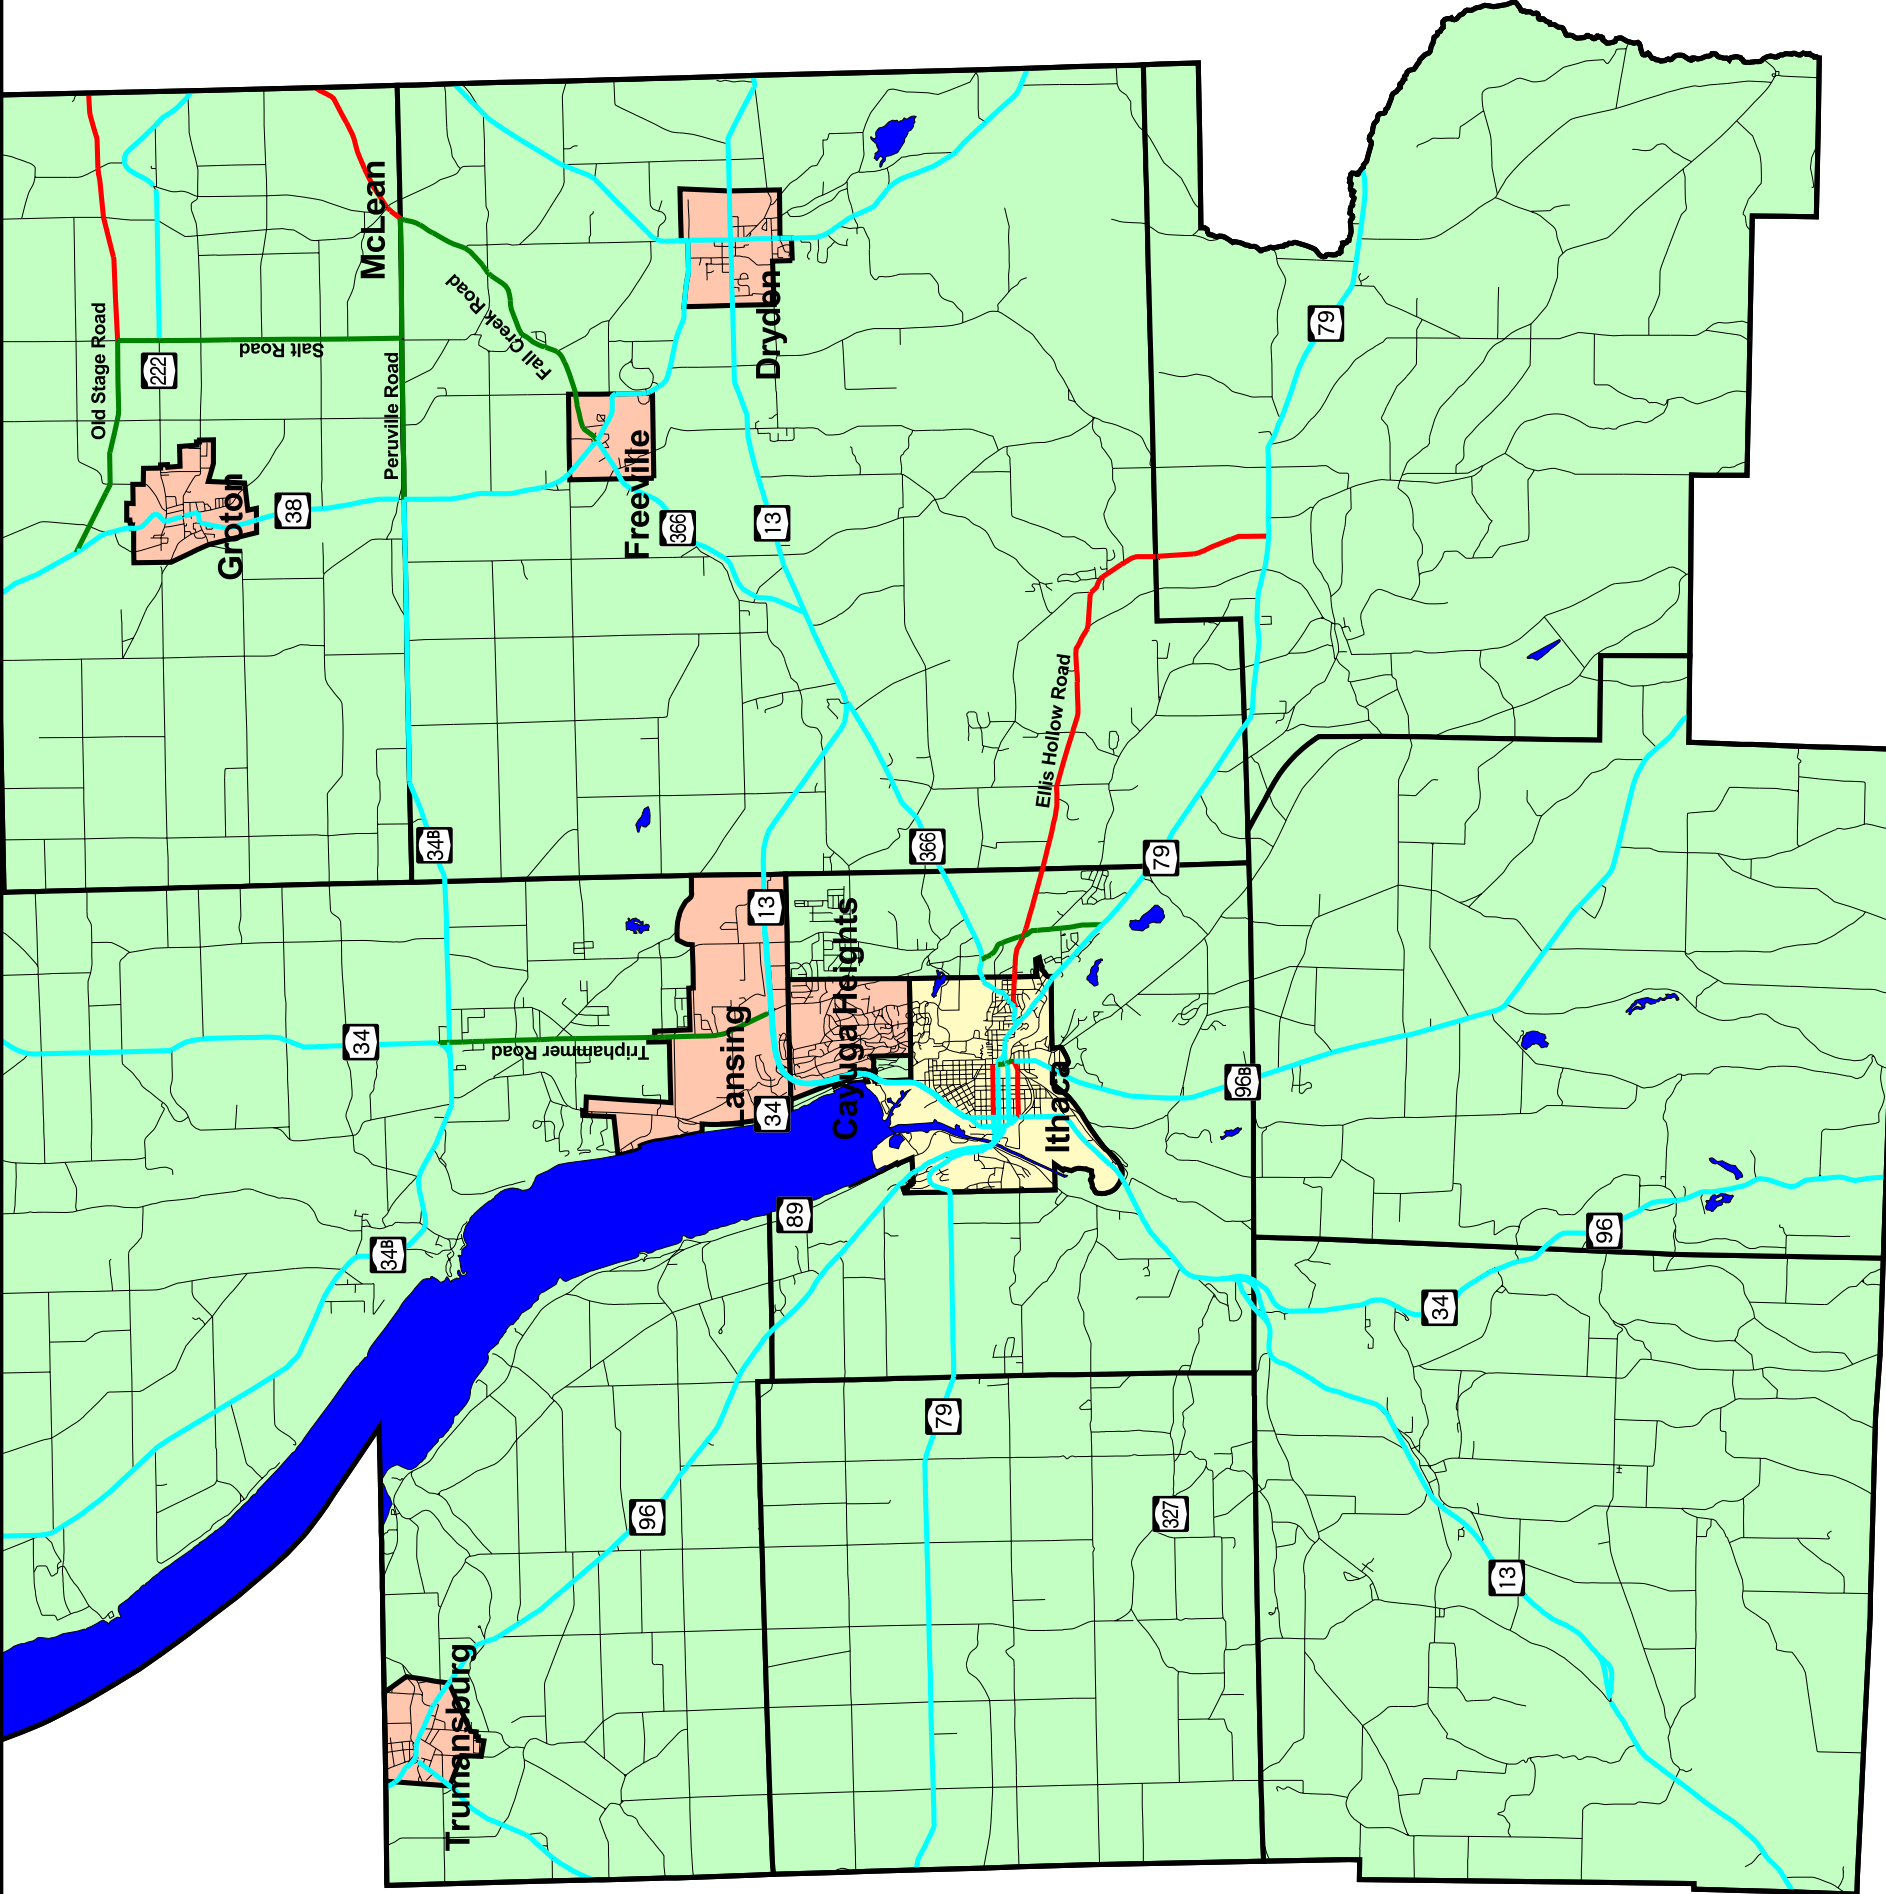 McLean
Old Stage Road
Salt Road
222
Peruville Road
Fall Creek Road
Dryden
79
Groton
38
Freeville
366
13
Ellis Hollow Road
34B
366
79
13
Cayuga Heights
34
Triphammer Road
Lansing
34
Ithaca
96B
89
34B
96
34
79
96
327
13
Trumansburg